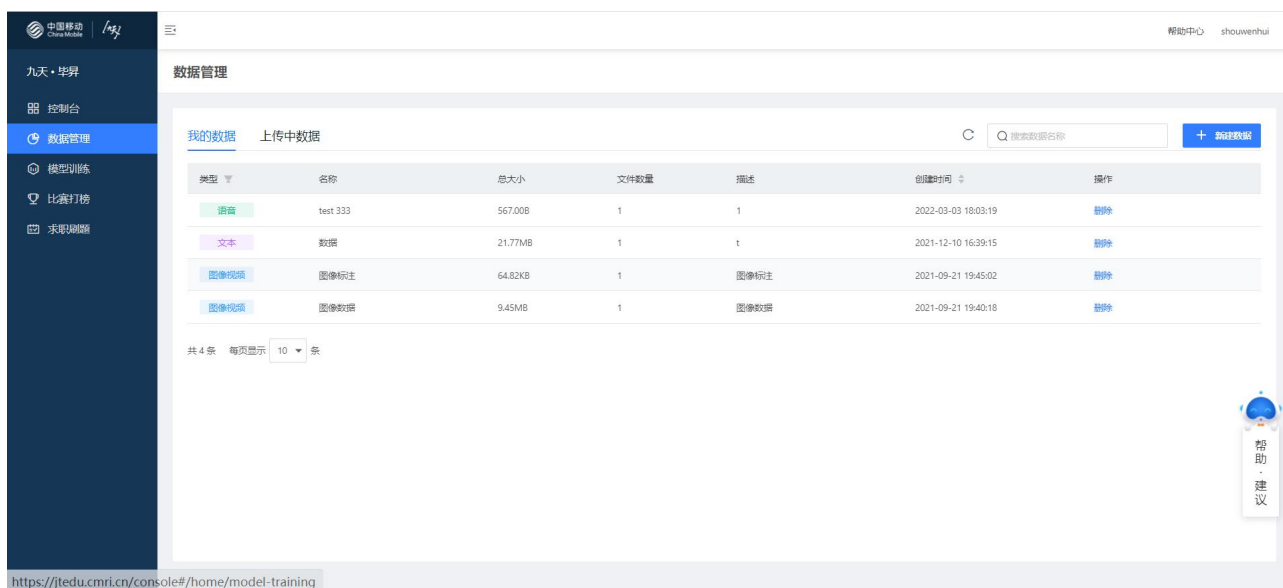 中国移动
China Mobile
帮助中心 shouwenhui
九天·毕昇
数据管理
控制台
数据管理
模型训练
比赛打榜
求职刷题
我的数据 上传中数据 搜索数据名称 + 新建数据
类型 名称 总大小 文件数量 描述 创建时间 操作
语音 test 333 567.00B 1 1 2022-03-03 18:03:19 删除
文本 数据 21.77MB 1 t 2021-12-10 16:39:15 删除
图像视频 图像标注 64.82KB 1 图像标注 2021-09-21 19:45:02 删除
图像视频 图像数据 9.45MB 1 图像数据 2021-09-21 19:40:18 删除
共 4 条 每页显示 10 条
帮助·建议
https://jtedu.cmri.cn/console#/home/model-training